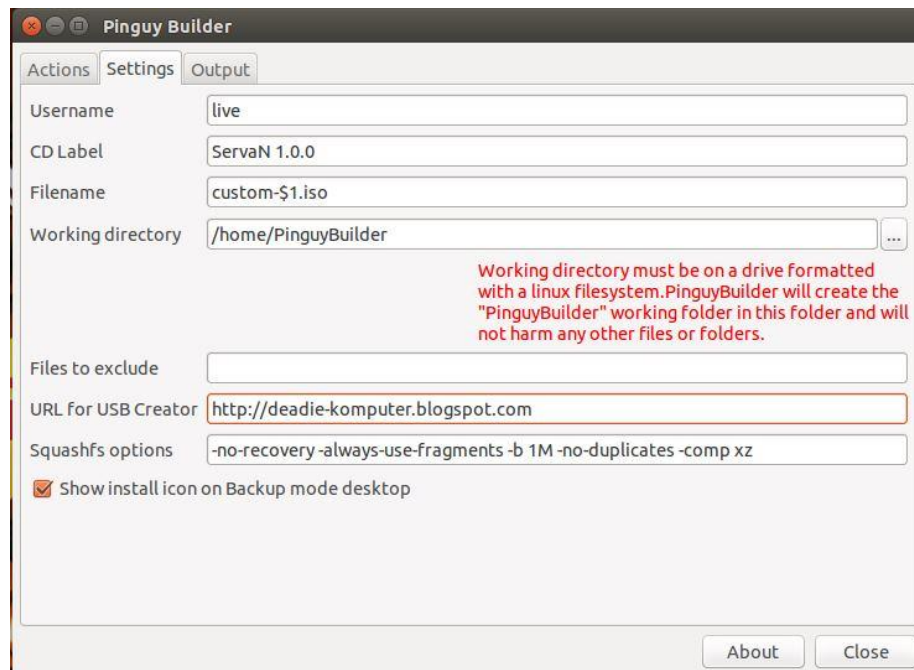 Pinguy Builder
Actions Settings Output
Username live
CD Label ServaN 1.0.0
Filename custom-$1.iso
Working directory /home/PinguyBuilder ...
Working directory must be on a drive formatted
with a linux filesystem.PinguyBuilder will create the
"PinguyBuilder" working folder in this folder and will
not harm any other files or folders.
Files to exclude
URL for USB Creator http://deadie-komputer.blogspot.com
Squashfs options -no-recovery -always-use-fragments -b 1M -no-duplicates -comp xz
Show install icon on Backup mode desktop
About Close